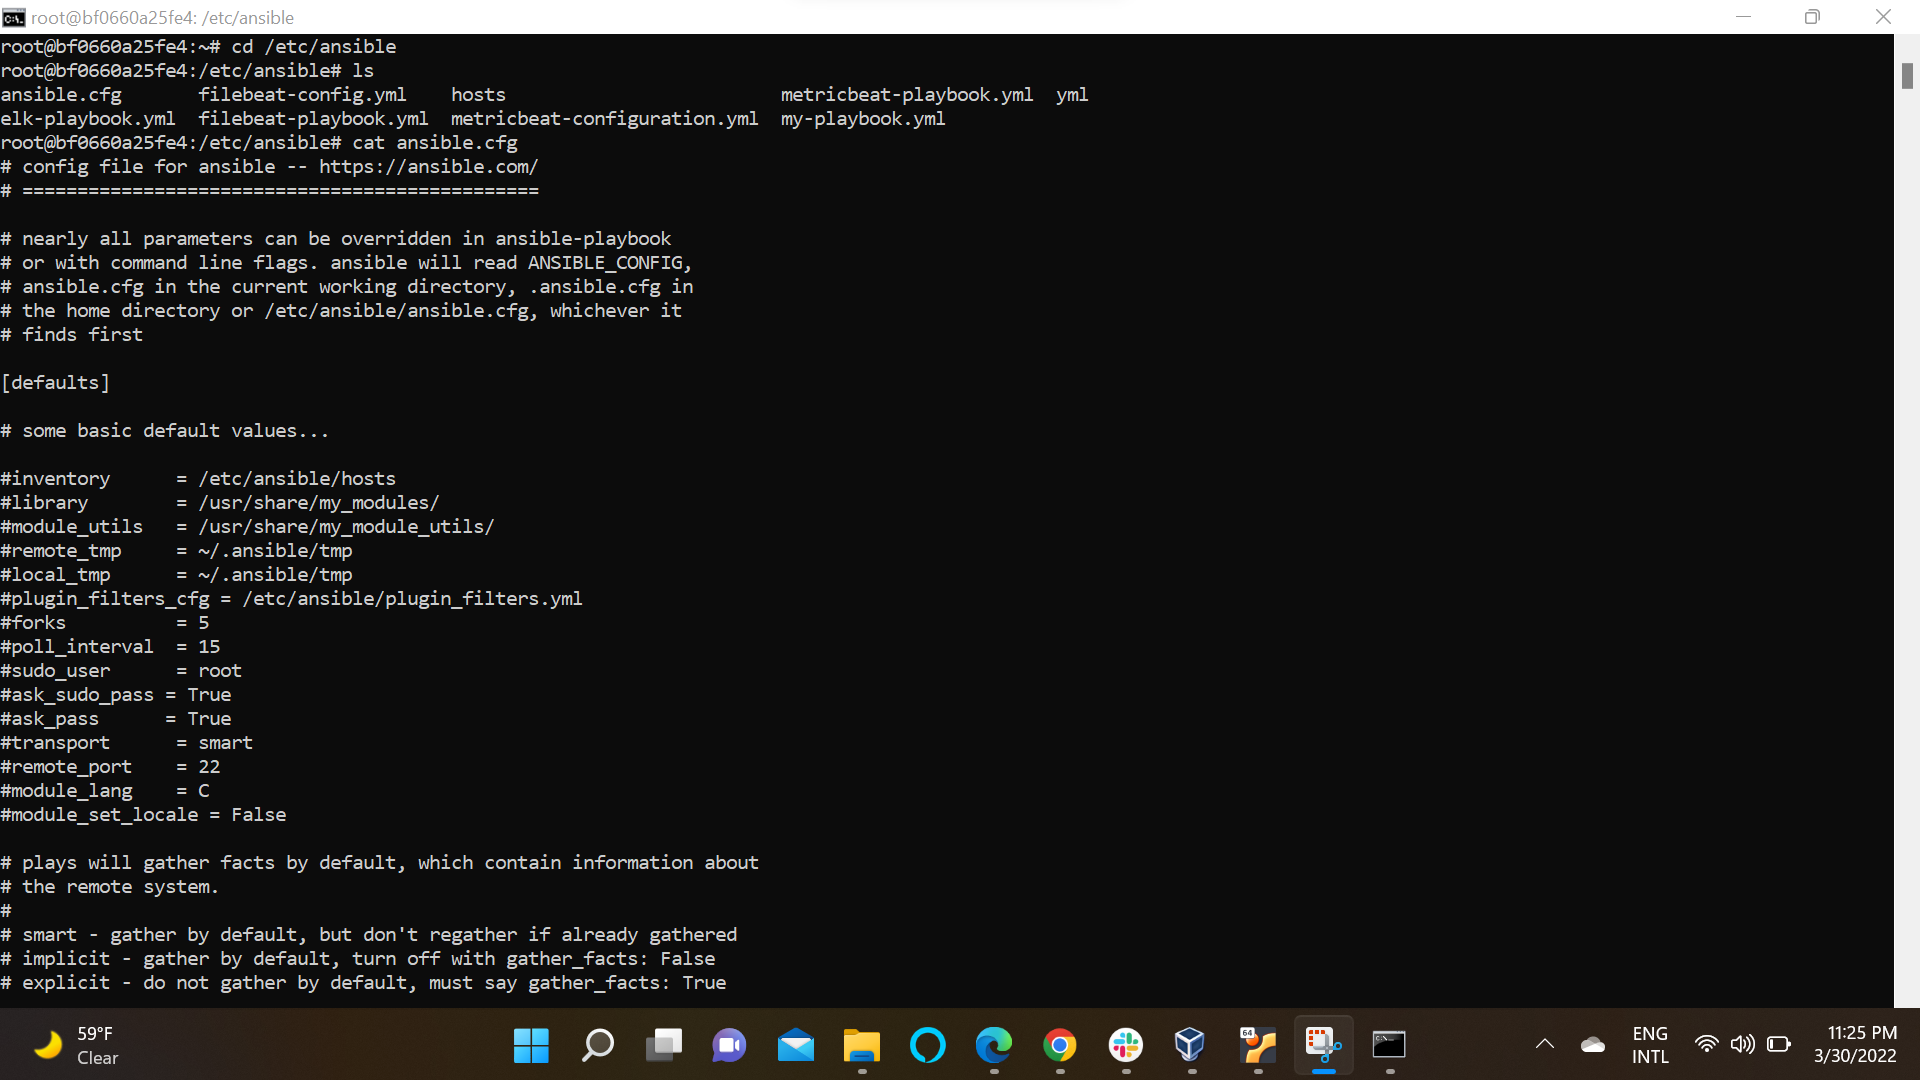 root@bf0660a25fe4: /etc/ansible
root@bf0660a25fe4:~# cd /etc/ansible
root@bf0660a25fe4:/etc/ansible# ls
ansible.cfg       filebeat-config.yml    hosts                         metricbeat-playbook.yml  yml
elk-playbook.yml  filebeat-playbook.yml  metricbeat-configuration.yml  my-playbook.yml
root@bf0660a25fe4:/etc/ansible# cat ansible.cfg
# config file for ansible -- https://ansible.com/
# ===============================================

# nearly all parameters can be overridden in ansible-playbook
# or with command line flags. ansible will read ANSIBLE_CONFIG,
# ansible.cfg in the current working directory, .ansible.cfg in
# the home directory or /etc/ansible/ansible.cfg, whichever it
# finds first

[defaults]

# some basic default values...

#inventory      = /etc/ansible/hosts
#library        = /usr/share/my_modules/
#module_utils   = /usr/share/my_module_utils/
#remote_tmp     = ~/.ansible/tmp
#local_tmp      = ~/.ansible/tmp
#plugin_filters_cfg = /etc/ansible/plugin_filters.yml
#forks          = 5
#poll_interval  = 15
#sudo_user      = root
#ask_sudo_pass = True
#ask_pass      = True
#transport      = smart
#remote_port    = 22
#module_lang    = C
#module_set_locale = False

# plays will gather facts by default, which contain information about
# the remote system.
#
# smart - gather by default, but don't regather if already gathered
# implicit - gather by default, turn off with gather_facts: False
# explicit - do not gather by default, must say gather_facts: True
59°F
Clear
64
ENG
INTL
11:25 PM
3/30/2022